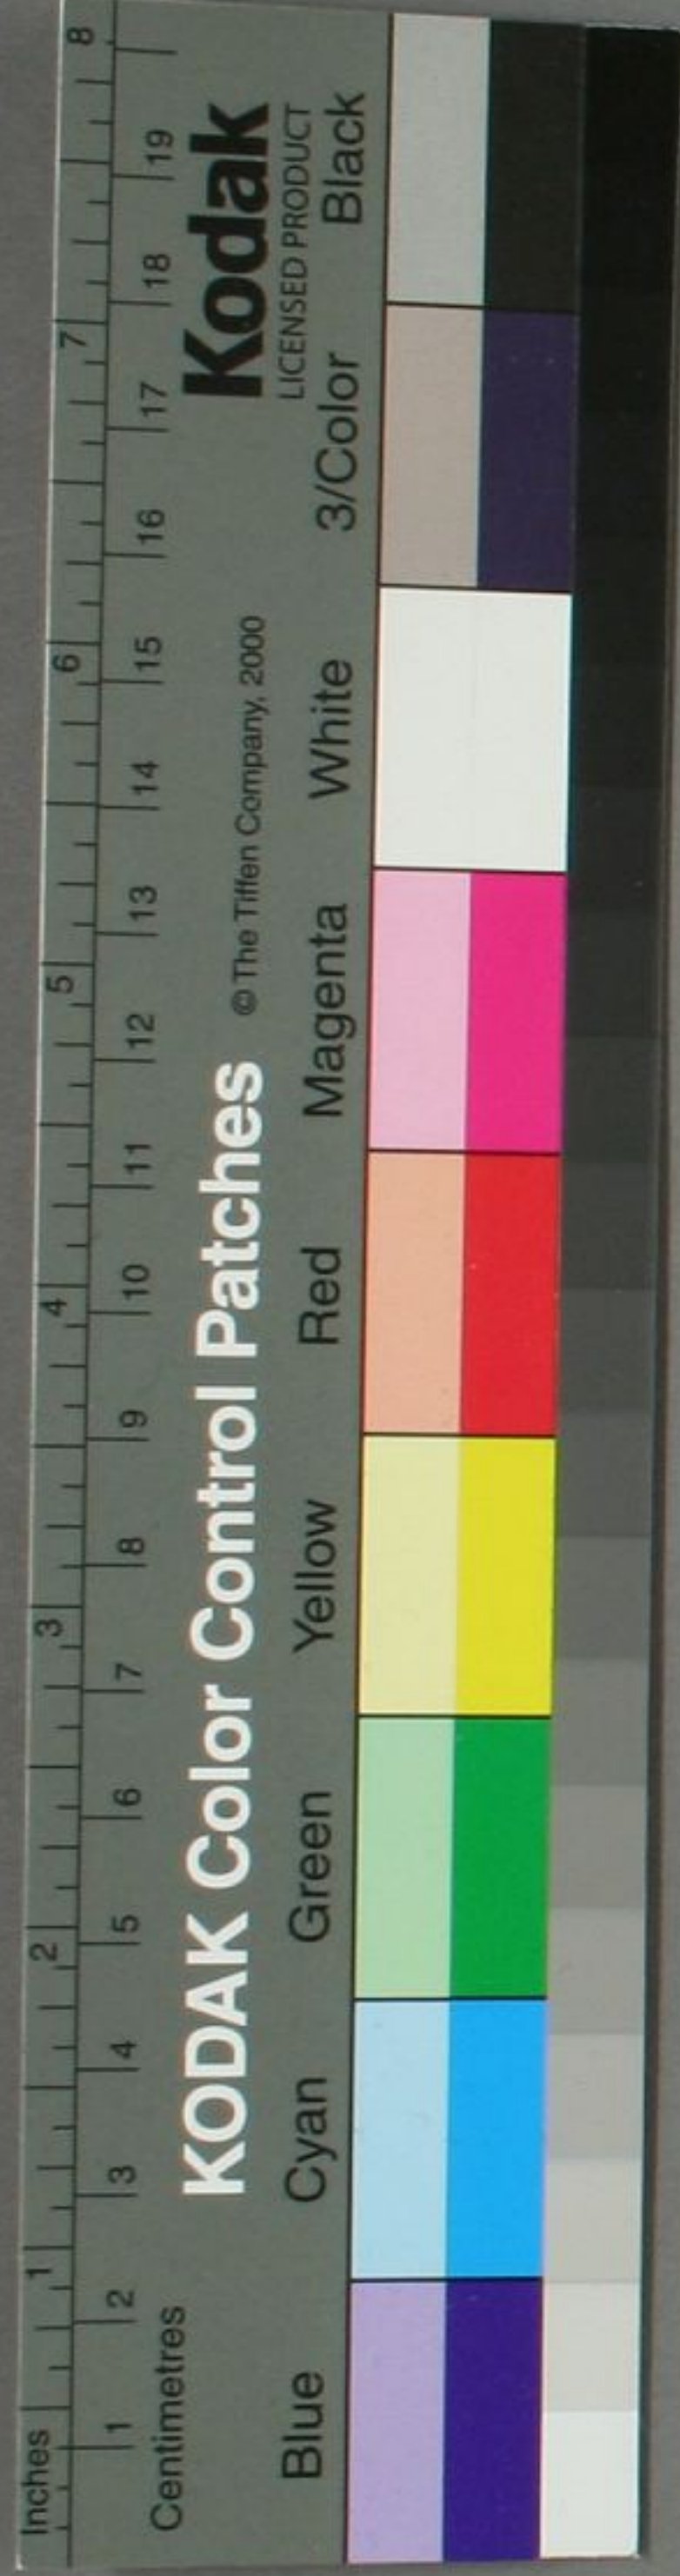 Inches 1 2 3 4 5 6 7 8
1 2 3 4 5 6 7 8 9 10 11 12 13 14 15 16 17 18 19
Centimetres
KODAK Color Control Patches © The Tiffen Company, 2000 Kodak
LICENSED PRODUCT
Blue Cyan Green Yellow Red Magenta White 3/Color Black